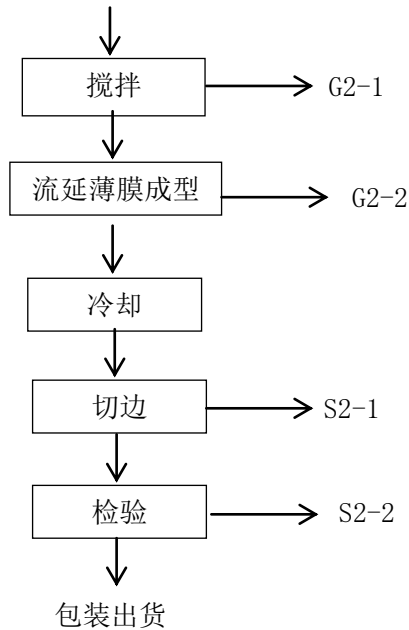 搅拌
G2-1
流延薄膜成型
G2-2
冷却
切边
S2-1
检验
S2-2
包装出货